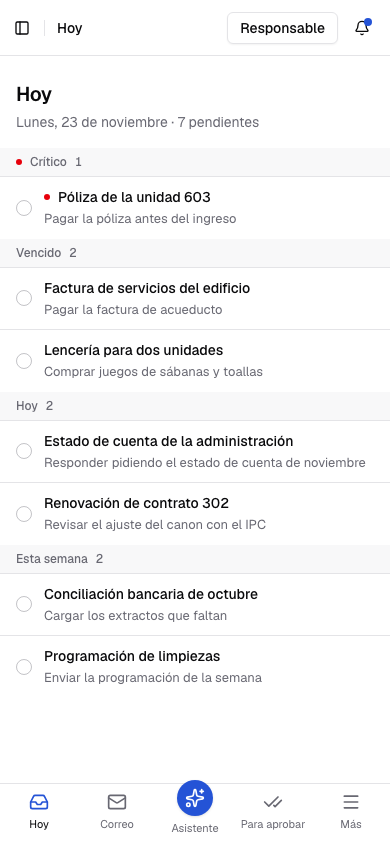 Hoy
Responsable
Hoy
Lunes, 23 de noviembre · 7 pendientes
Crítico 1
Póliza de la unidad 603
Pagar la póliza antes del ingreso
Vencido 2
Factura de servicios del edificio
Pagar la factura de acueducto
Lencería para dos unidades
Comprar juegos de sábanas y toallas
Hoy 2
Estado de cuenta de la administración
Responder pidiendo el estado de cuenta de noviembre
Renovación de contrato 302
Revisar el ajuste del canon con el IPC
Esta semana 2
Conciliación bancaria de octubre
Cargar los extractos que faltan
Programación de limpiezas
Enviar la programación de la semana
Hoy
Correo
Asistente
Para aprobar
Más